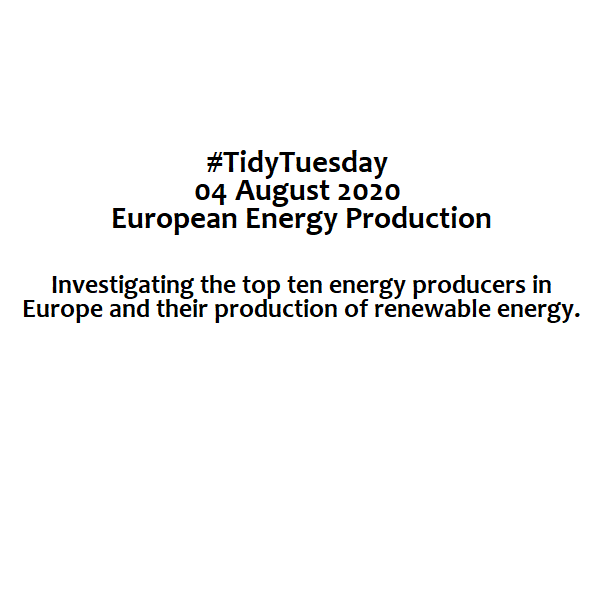 #TidyTuesday
04 August 2020
European Energy Production
Investigating the top ten energy producers in
Europe and their production of renewable energy.